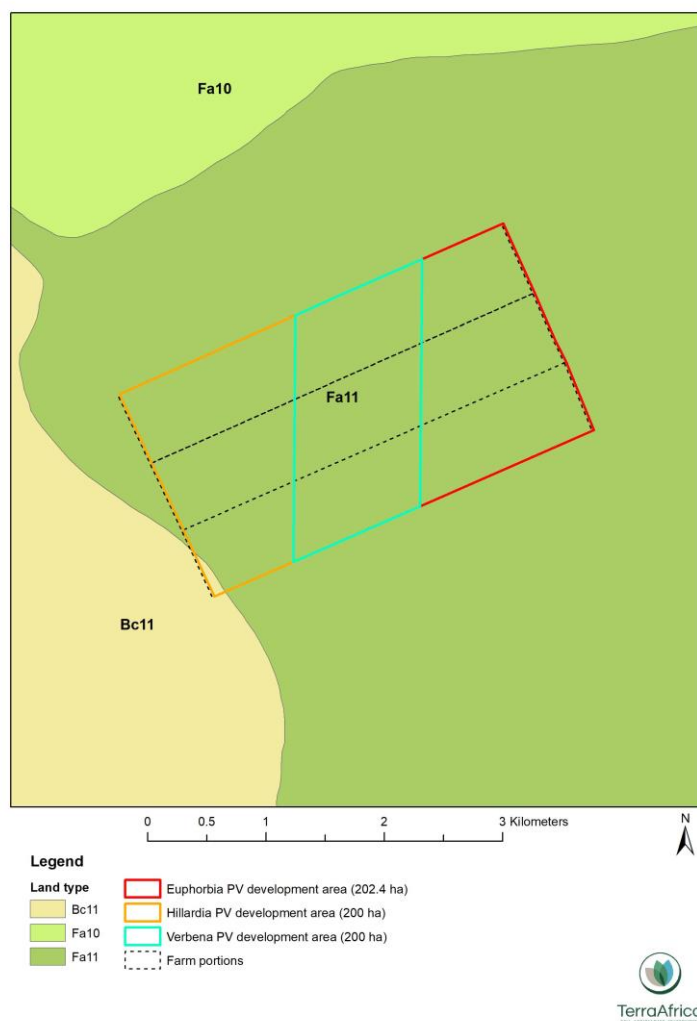 Fa10
Fa11
Bc11
0 0.5 1 2 3 Kilometers
N
Legend
Land type
Bc11
Fa10
Fa11
Euphorbia PV development area (202.4 ha)
Hillardia PV development area (200 ha)
Verbena PV development area (200 ha)
Farm portions
TerraAfrica